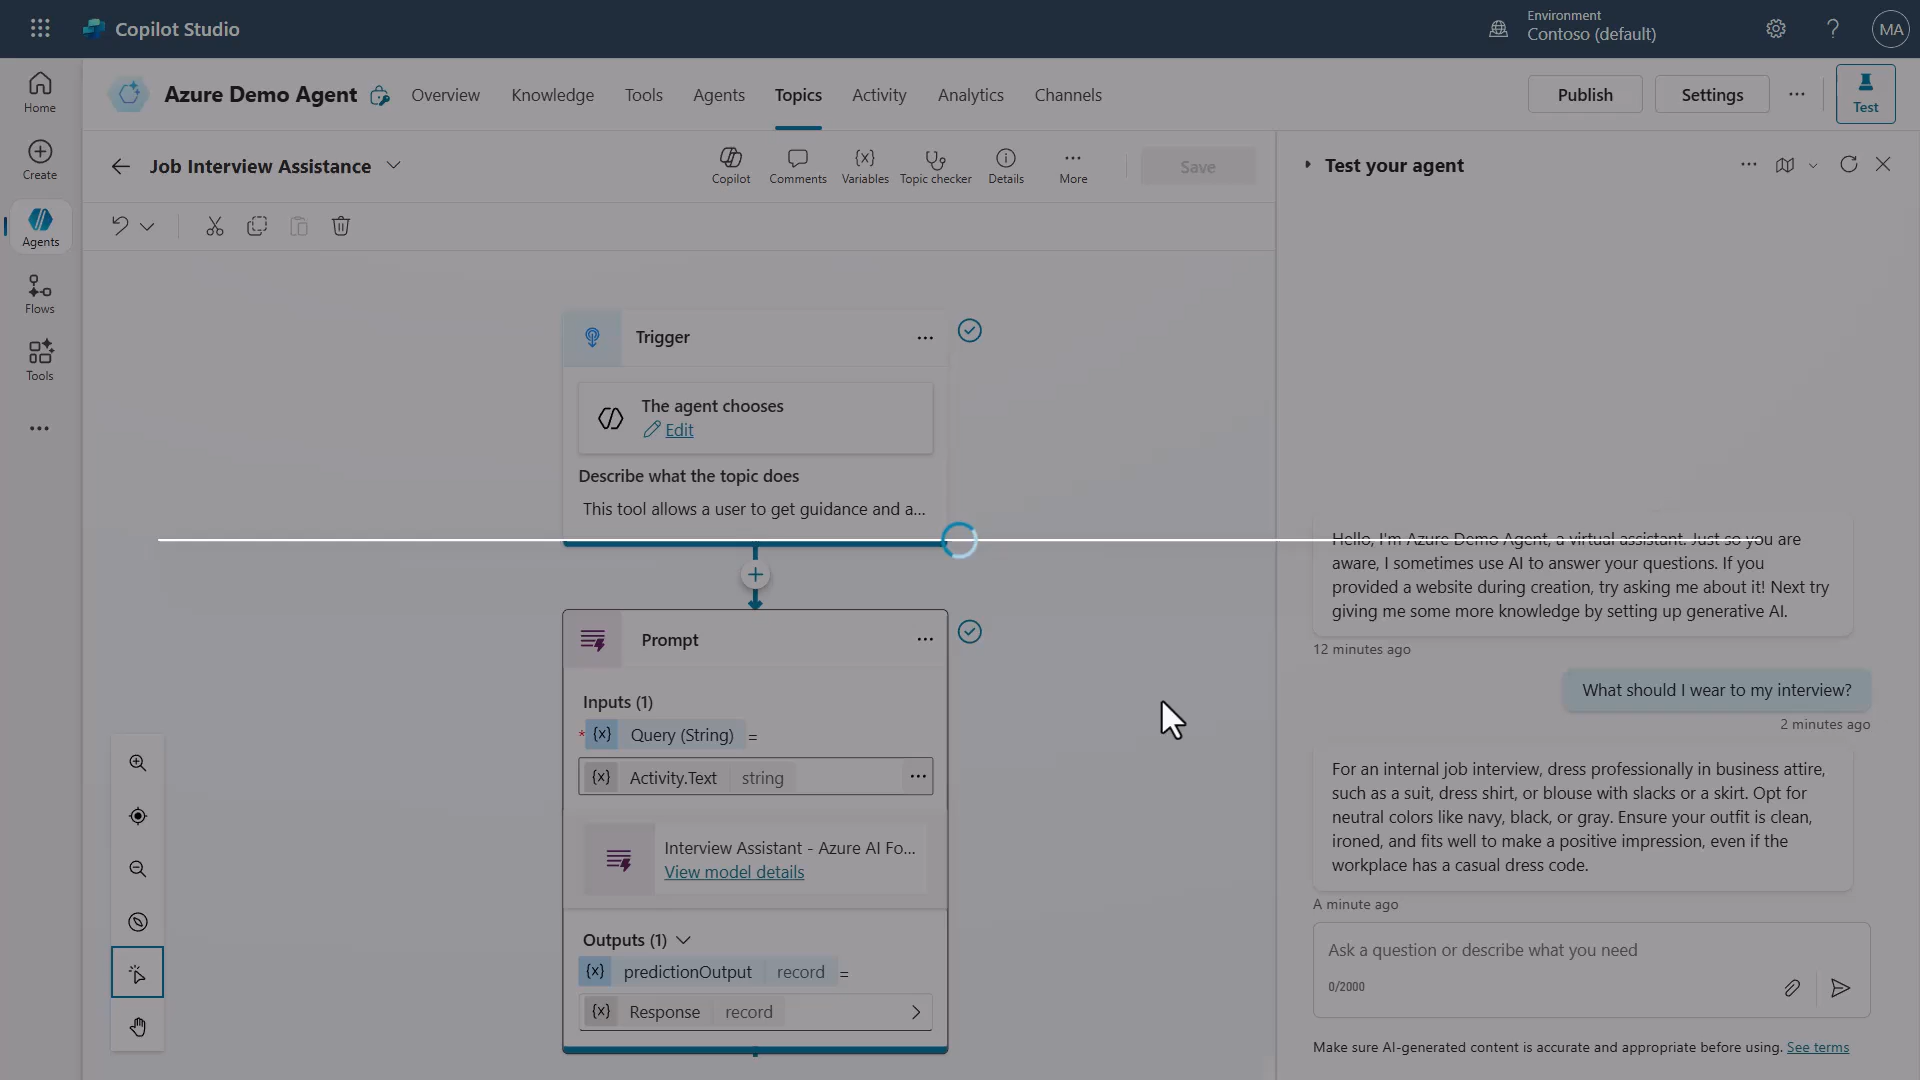 Copilot Studio
Environment
Contoso (default)
MA
Azure Demo Agent
Overview
Knowledge
Tools
Agents
Topics
Activity
Analytics
Channels
Publish
Settings
Test
Home
Create
Agents
Flows
Tools
Job Interview Assistance
Copilot
Comments
Variables
Topic checker
Details
More
Save
Trigger
The agent chooses
Edit
Describe what the topic does
This tool allows a user to get guidance and a...
Prompt
Inputs (1)
* {x} Query (String) =
{x} Activity.Text string
Interview Assistant - Azure AI Fo...
View model details
Outputs (1)
{x} predictionOutput record =
{x} Response record
Test your agent
Hello, I'm Azure Demo Agent, a virtual assistant. Just so you are
aware, I sometimes use AI to answer your questions. If you
provided a website during creation, try asking me about it! Next try
giving me some more knowledge by setting up generative AI.
12 minutes ago
What should I wear to my interview?
2 minutes ago
For an internal job interview, dress professionally in business attire,
such as a suit, dress shirt, or blouse with slacks or a skirt. Opt for
neutral colors like navy, black, or gray. Ensure your outfit is clean,
ironed, and fits well to make a positive impression, even if the
workplace has a casual dress code.
A minute ago
Ask a question or describe what you need
0/2000
Make sure AI-generated content is accurate and appropriate before using. See terms